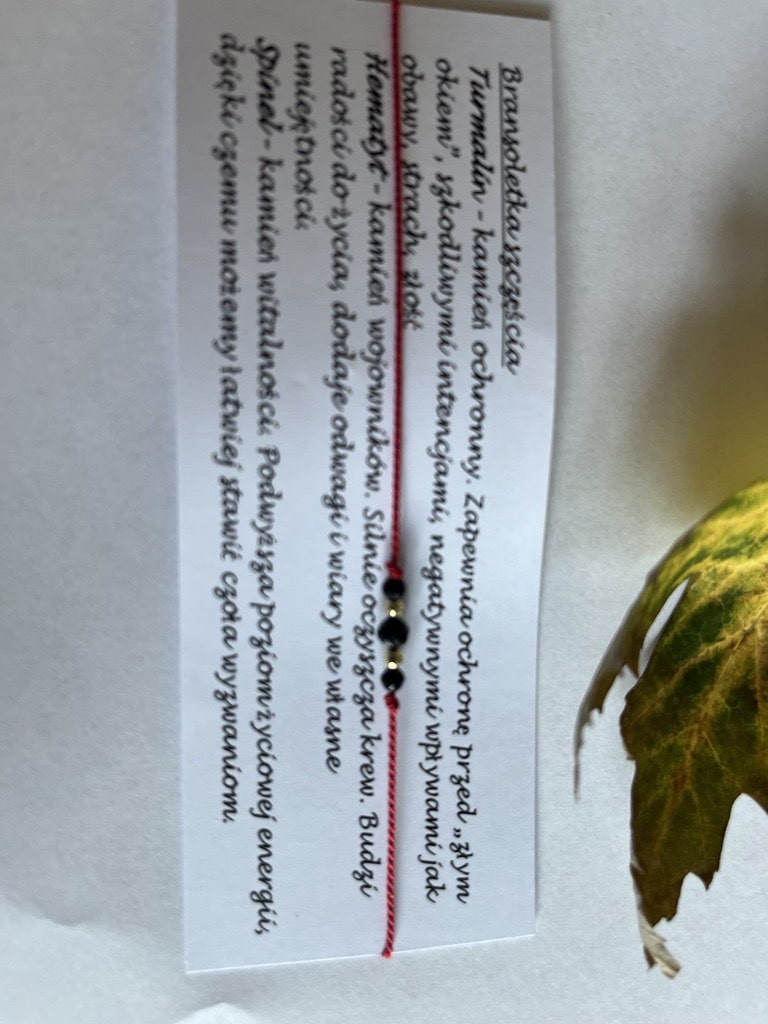 Bransoletka szczęścia
Turmalin - kamień ochronny. Zapewnia ochronę przed „złym
okiem”, szkodliwymi intencjami, negatywnymi wpływami jak
obawy, strach, złość
Hematyt - kamień wojowników. Silnie oczyszcza krew. Budzi
radości do życia, dodaje odwagi i wiary we własne
umiejętności.
Spinel - kamień witalności. Podwyższa poziom życiowej energii,
dzięki czemu możemy łatwiej stawić czoła wyzwaniom.